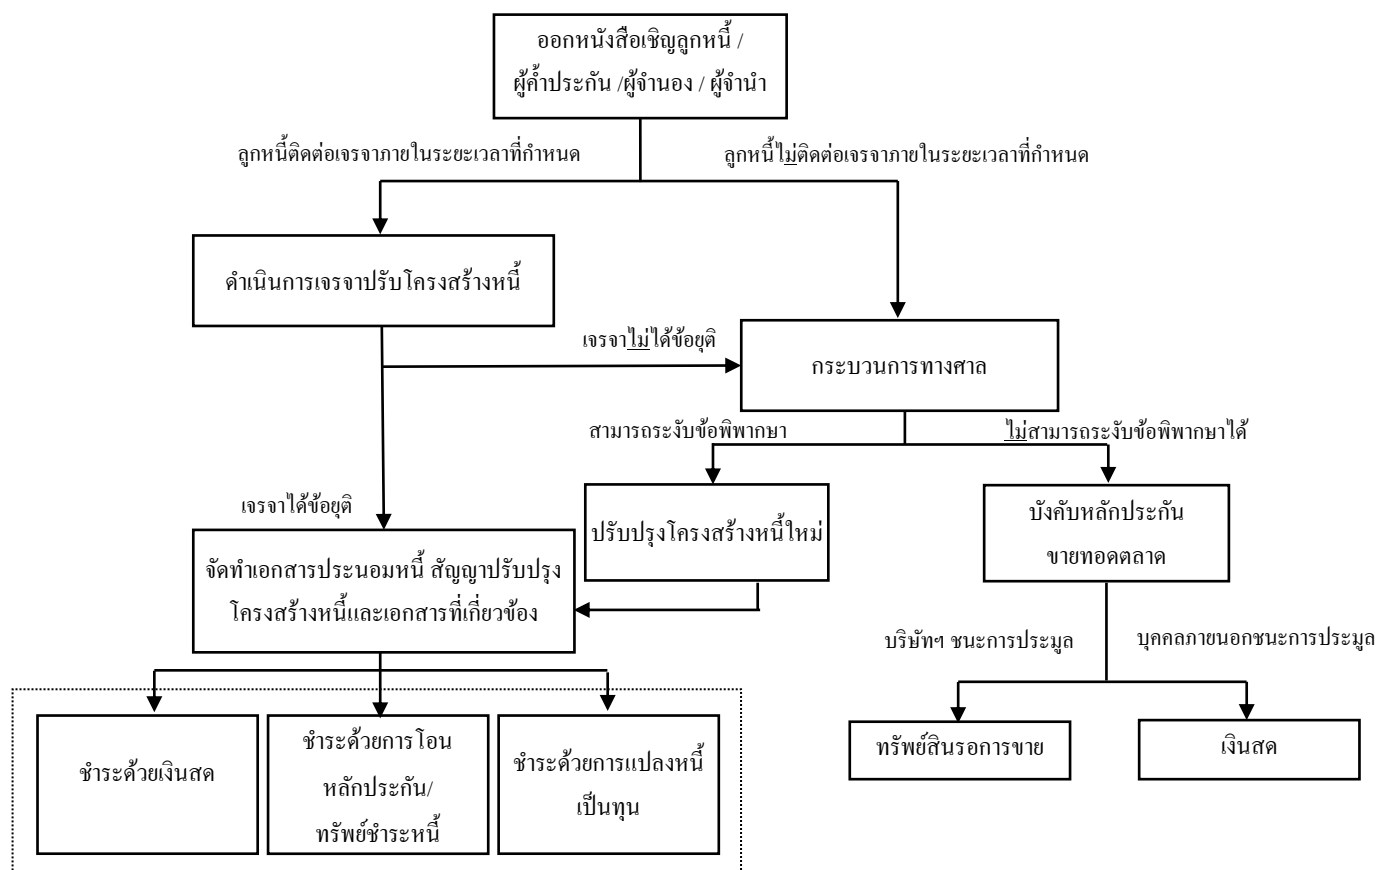 ออกหนังสือเชิญลูกหนี้ /
ผู้ค้ำประกัน /ผู้จำนอง / ผู้จำนำ
ลูกหนี้ติดต่อเจรจาภายในระยะเวลาที่กำหนด
ลูกหนี้ไม่ติดต่อเจรจาภายในระยะเวลาที่กำหนด
ดำเนินการเจรจาปรับโครงสร้างหนี้
เจรจาไม่ได้ข้อยุติ
กระบวนการทางศาล
สามารถระงับข้อพิพากษา
ไม่สามารถระงับข้อพิพากษาได้
เจรจาได้ข้อยุติ
ปรับปรุงโครงสร้างหนี้ใหม่
บังคับหลักประกัน
ขายทอดตลาด
จัดทำเอกสารประนอมหนี้ สัญญาปรับปรุง
โครงสร้างหนี้และเอกสารที่เกี่ยวข้อง
บริษัทฯ ชนะการประมูล
บุคคลภายนอกชนะการประมูล
ชำระด้วยเงินสด
ชำระด้วยการโอน
หลักประกัน/
ทรัพย์ชำระหนี้
ชำระด้วยการแปลงหนี้
เป็นทุน
ทรัพย์สินรอการขาย
เงินสด